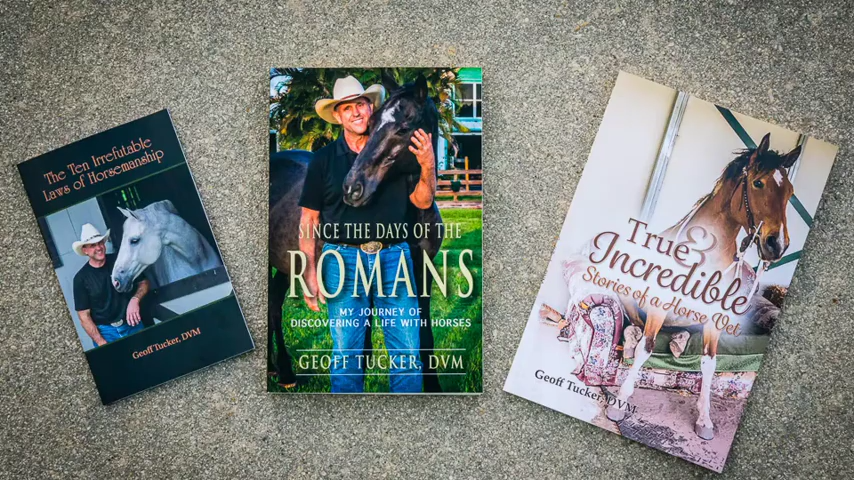 The Ten Irrefutable
Laws of Horsemanship
Geoff Tucker, DVM
SINCE THE DAYS OF THE
ROMANS
MY JOURNEY OF
DISCOVERING A LIFE WITH HORSES
GEOFF TUCKER, DVM
True &
Incredible
Stories of a Horse Vet
Geoff Tucker, DVM